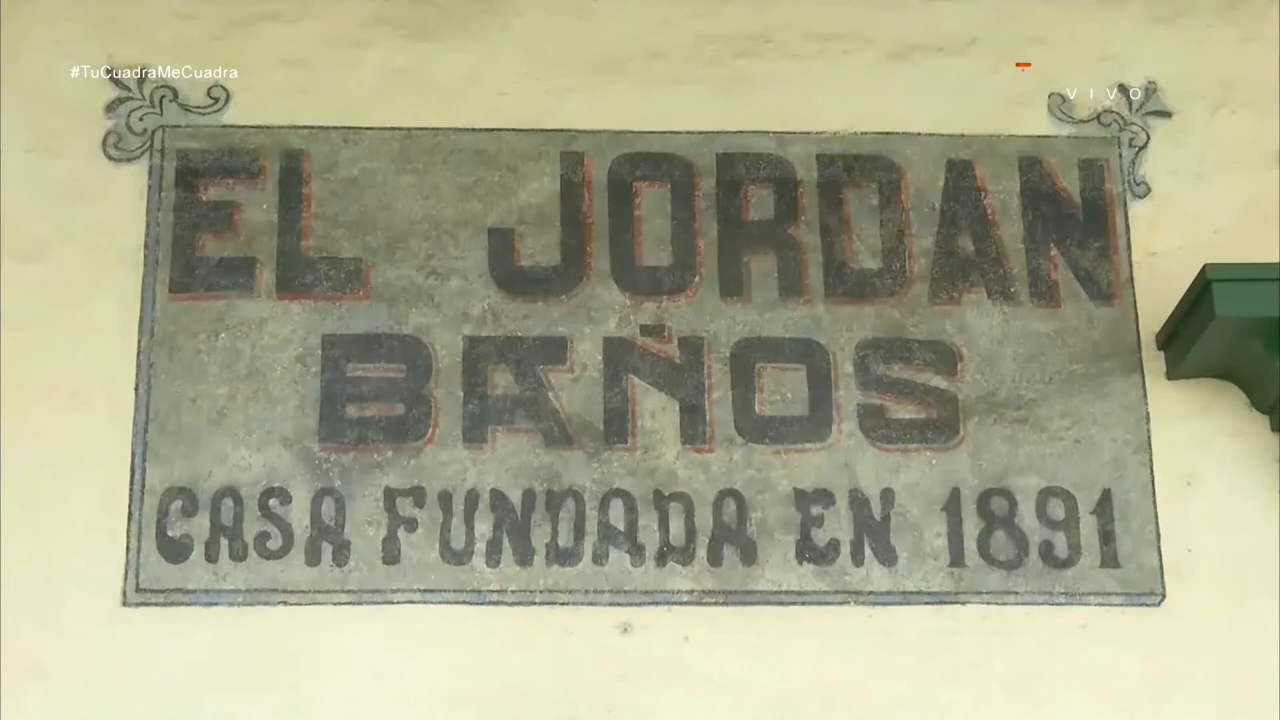 #TuCuadraMeCuadra
VIVO
EL JORDAN
BAÑOS
CASA FUNDADA EN 1891